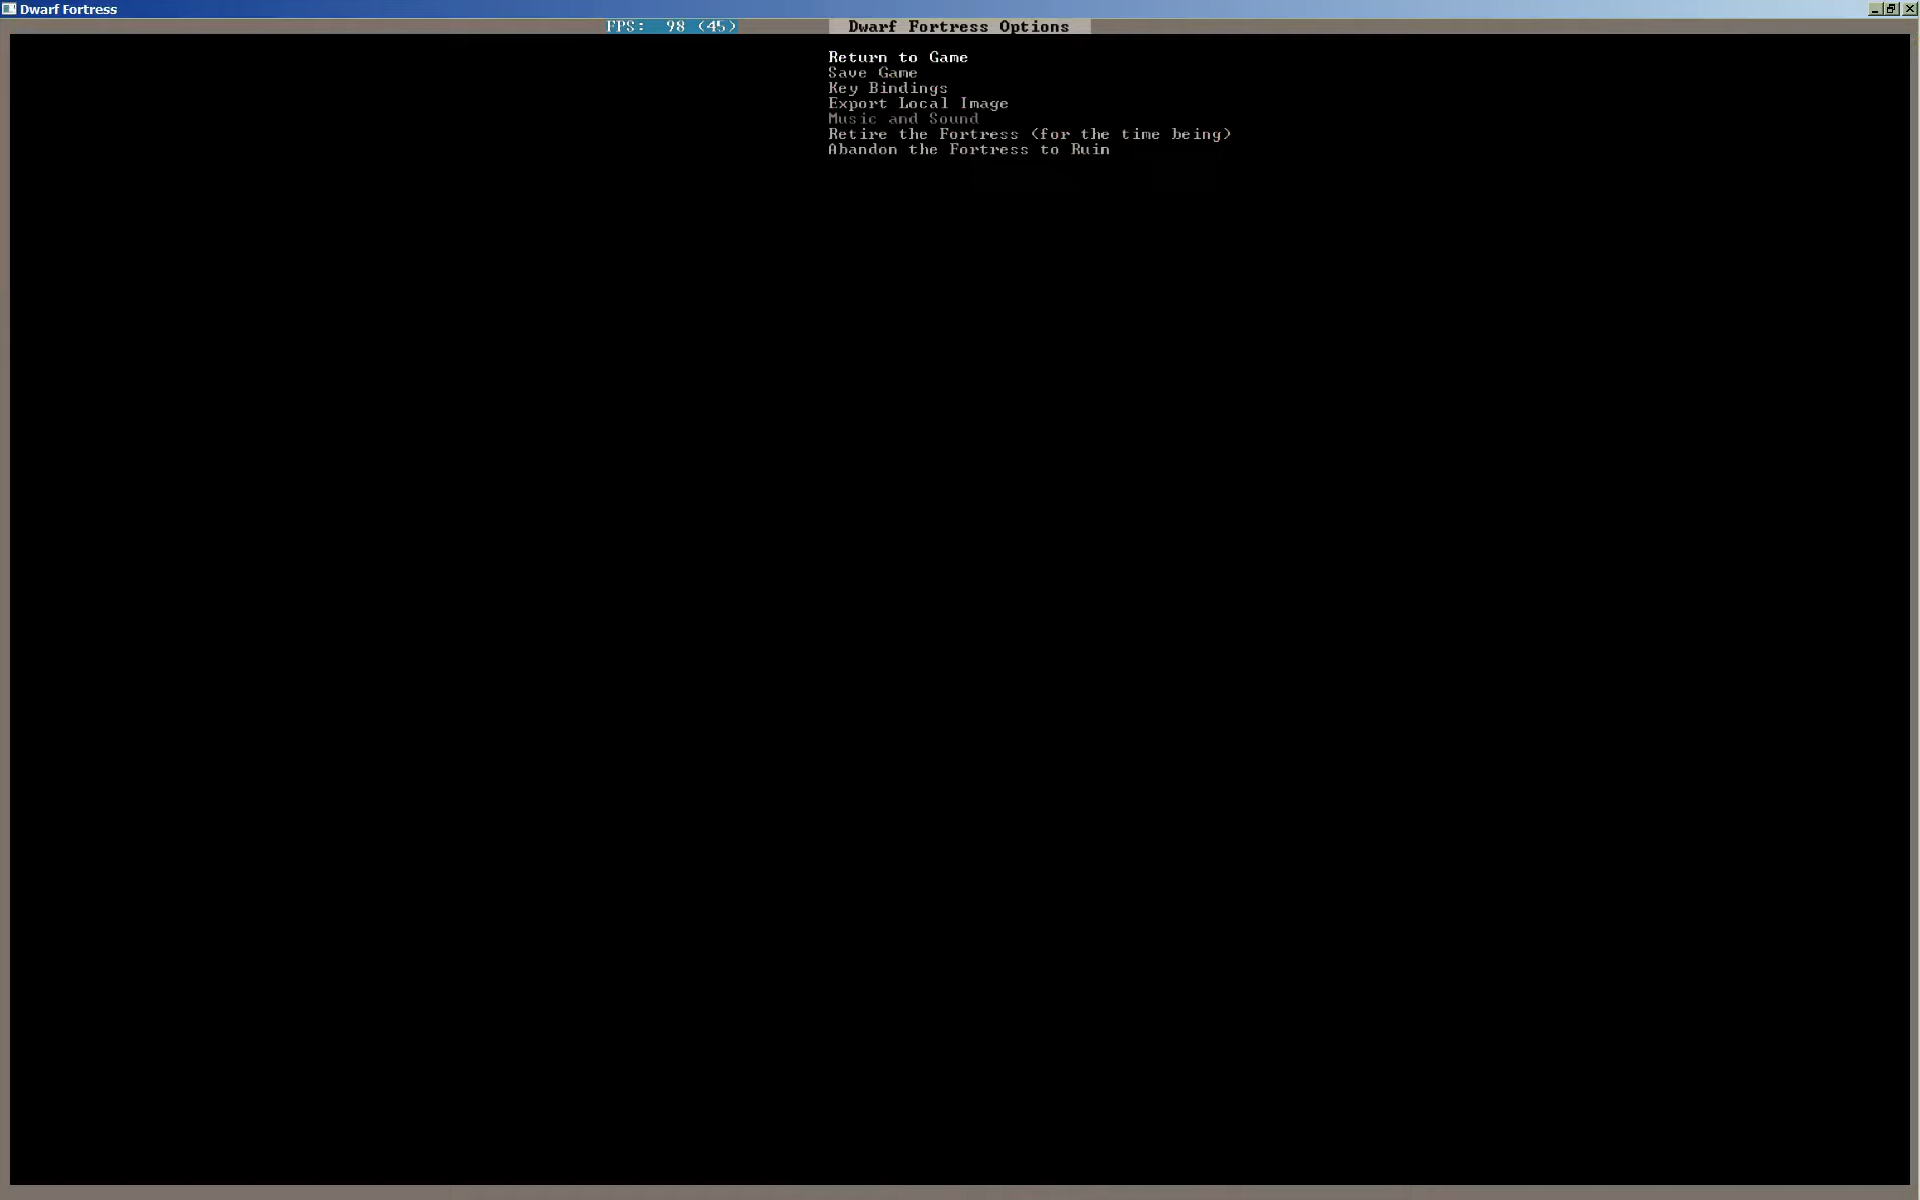 Dwarf Fortress
FPS: 98 (45) Dwarf Fortress Options
Return to Game
Save Game
Key Bindings
Export Local Image
Music and Sound
Retire the Fortress (for the time being)
Abandon the Fortress to Ruin